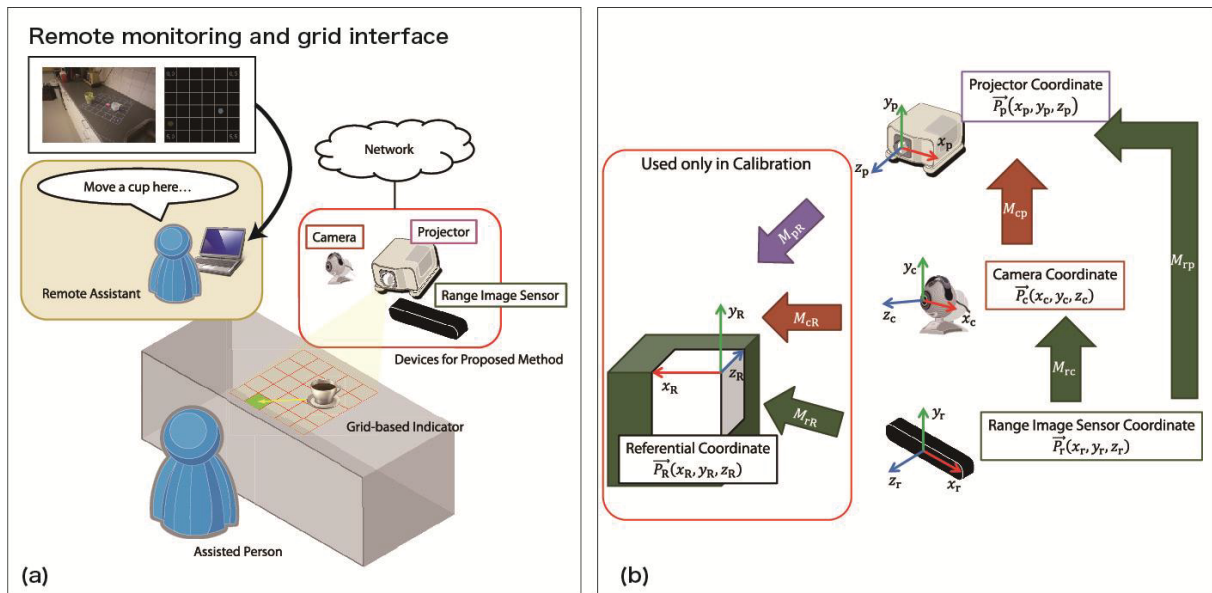 Remote monitoring and grid interface
Move a cup here…
Remote Assistant
Network
Camera
Projector
Range Image Sensor
Devices for Proposed Method
Grid-based Indicator
Assisted Person
(a)
Projector Coordinate
P⃗p(xp, yp, zp)
yp
xp
zp
Used only in Calibration
MpR
Mcp
Mrp
Camera Coordinate
P⃗c(xc, yc, zc)
yc
zc
xc
McR
yR
xR
zR
Mrc
MrR
Referential Coordinate
P⃗R(xR, yR, zR)
yr
zr
xr
Range Image Sensor Coordinate
P⃗r(xr, yr, zr)
(b)